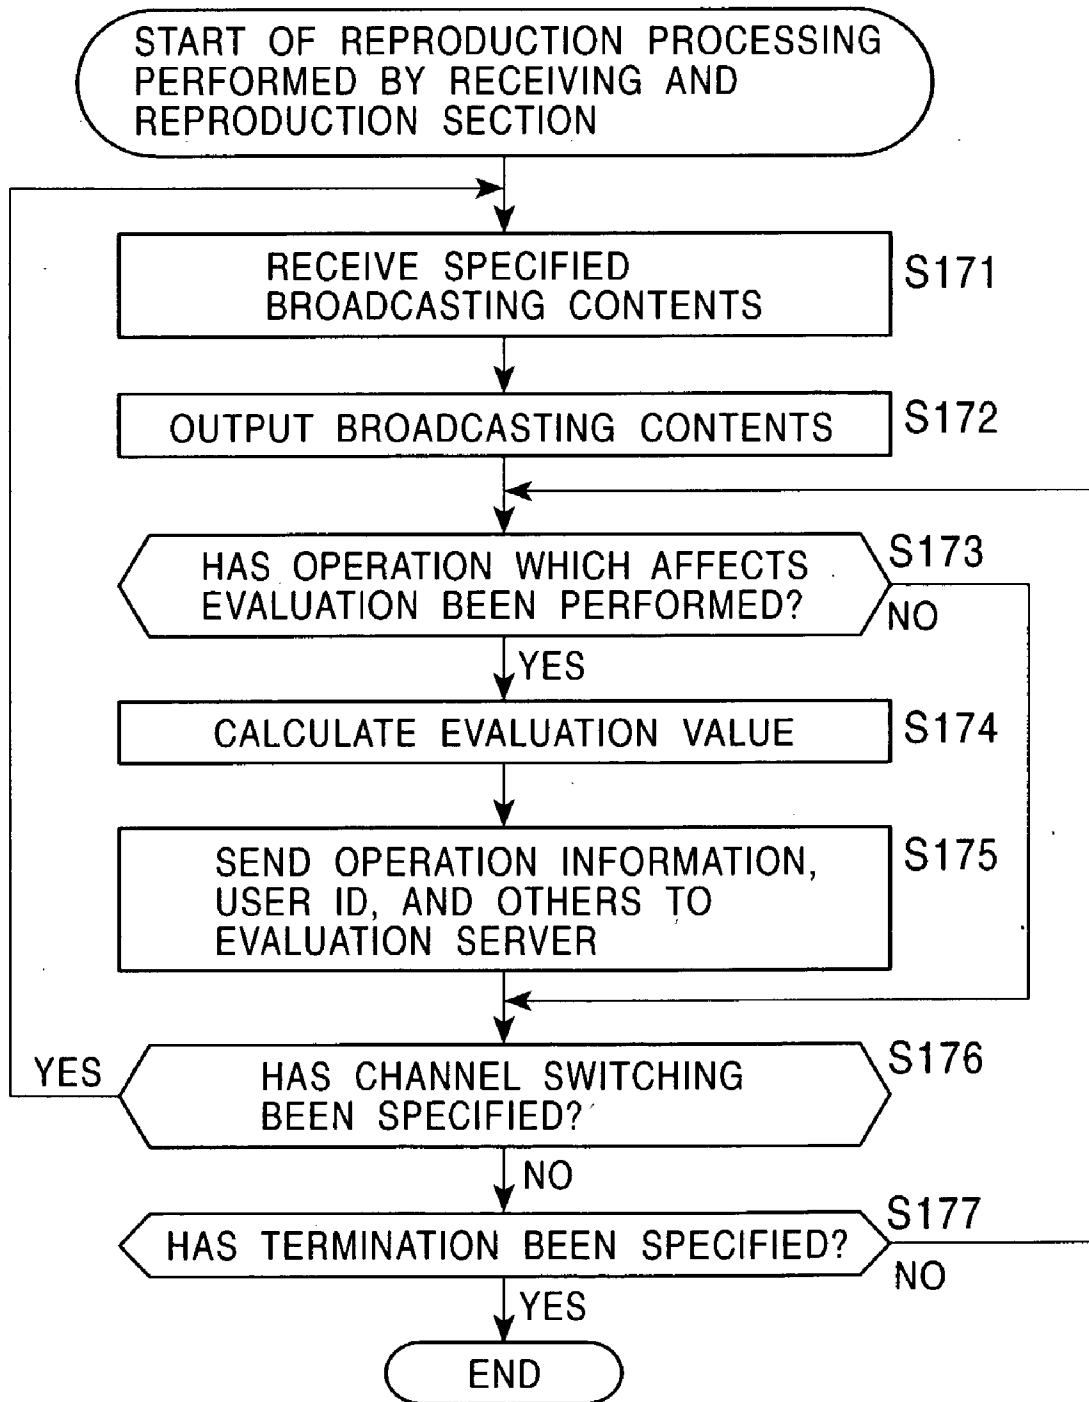 START OF REPRODUCTION PROCESSING
PERFORMED BY RECEIVING AND
REPRODUCTION SECTION
RECEIVE SPECIFIED
BROADCASTING CONTENTS
S171
OUTPUT BROADCASTING CONTENTS
S172
HAS OPERATION WHICH AFFECTS
EVALUATION BEEN PERFORMED?
S173
NO
YES
CALCULATE EVALUATION VALUE
S174
SEND OPERATION INFORMATION,
USER ID, AND OTHERS TO
EVALUATION SERVER
S175
YES
HAS CHANNEL SWITCHING
BEEN SPECIFIED?
S176
NO
HAS TERMINATION BEEN SPECIFIED?
S177
NO
YES
END